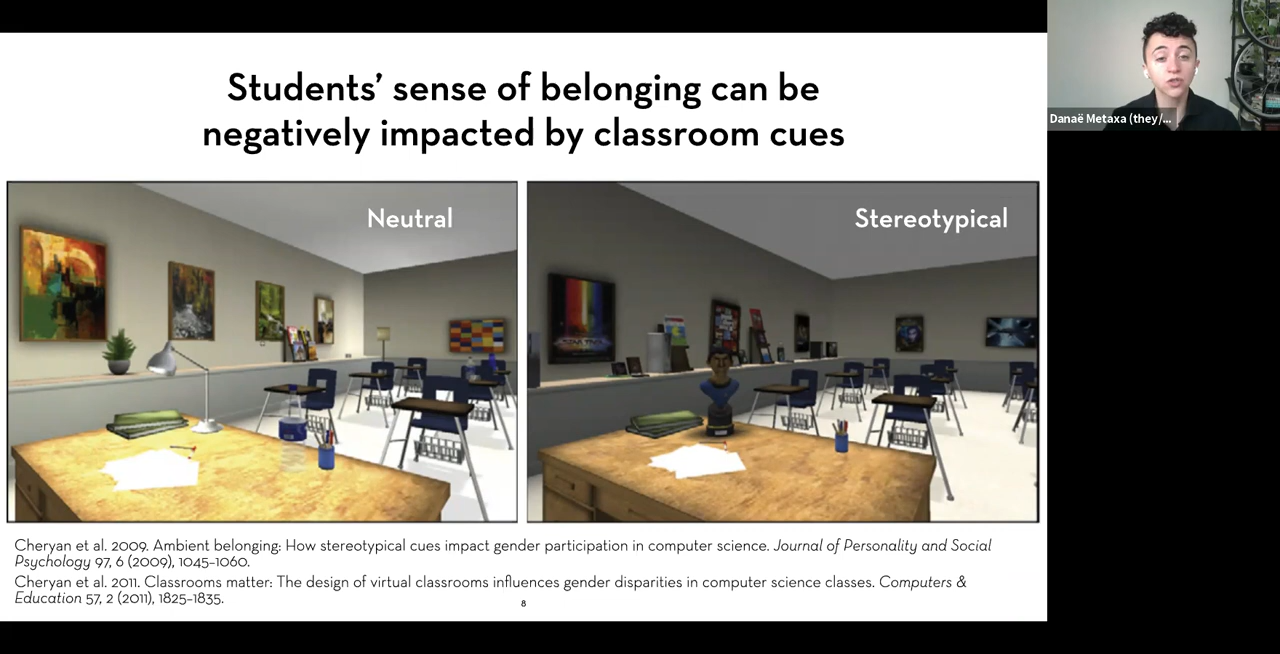 Students’ sense of belonging can be
negatively impacted by classroom cues
Neutral
Stereotypical
STAR TREK
Cheryan et al. 2009. Ambient belonging: How stereotypical cues impact gender participation in computer science. Journal of Personality and Social
Psychology 97, 6 (2009), 1045–1060.
Cheryan et al. 2011. Classrooms matter: The design of virtual classrooms influences gender disparities in computer science classes. Computers &
Education 57, 2 (2011), 1825–1835.
8
Danaë Metaxa (they/...